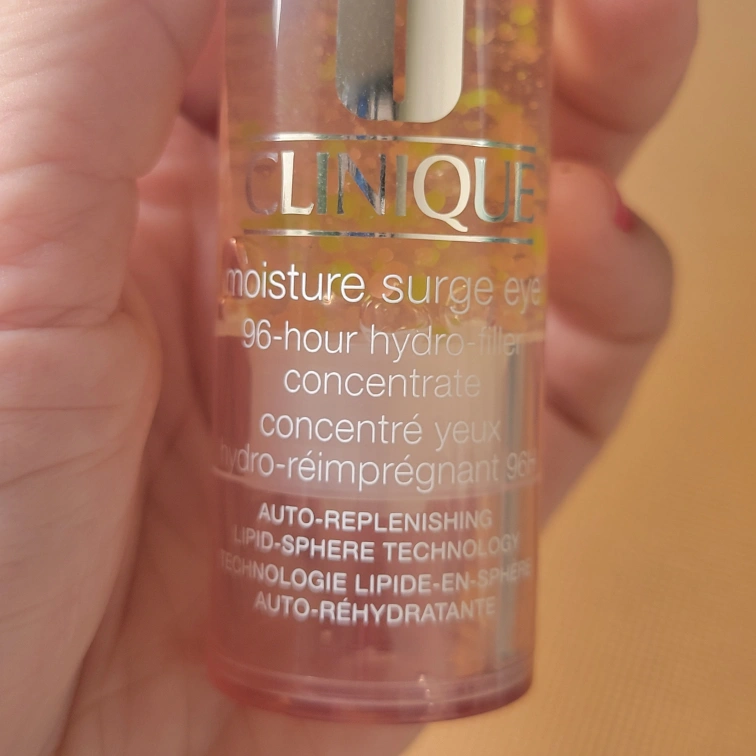 CLINIQUE
moisture surge eye
96-hour hydro-filler
concentrate
concentré yeux
hydro-réimprégnant 96h
AUTO-REPLENISHING
LIPID-SPHERE TECHNOLOGY
TECHNOLOGIE LIPIDE-EN-SPHÈRE
AUTO-RÉHYDRATANTE